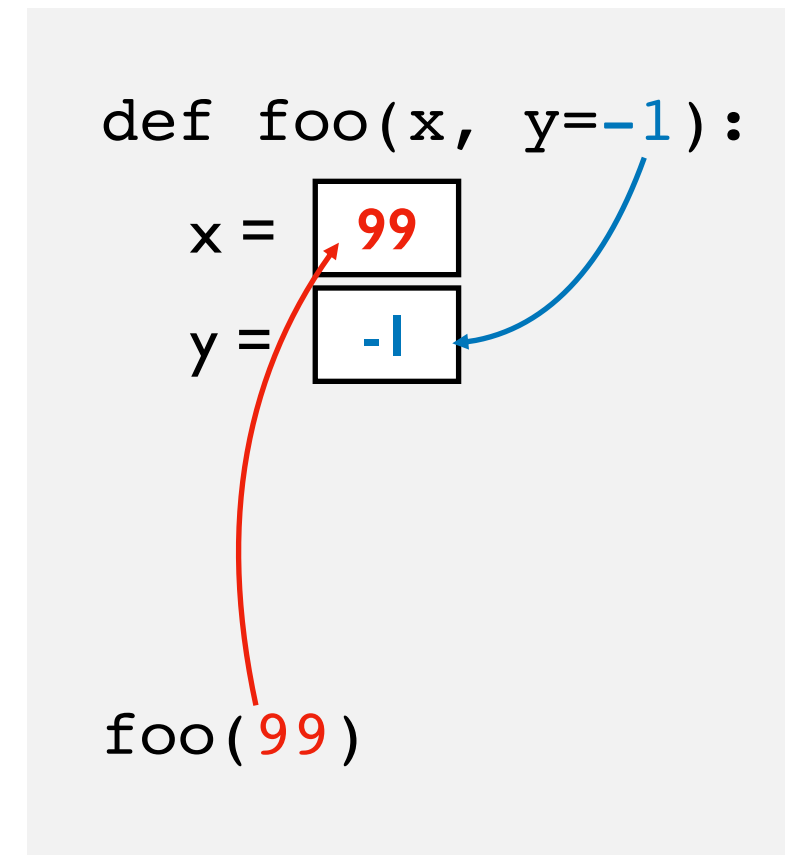 def foo(x, y=-1):
x = 99
y = -1
foo(99)